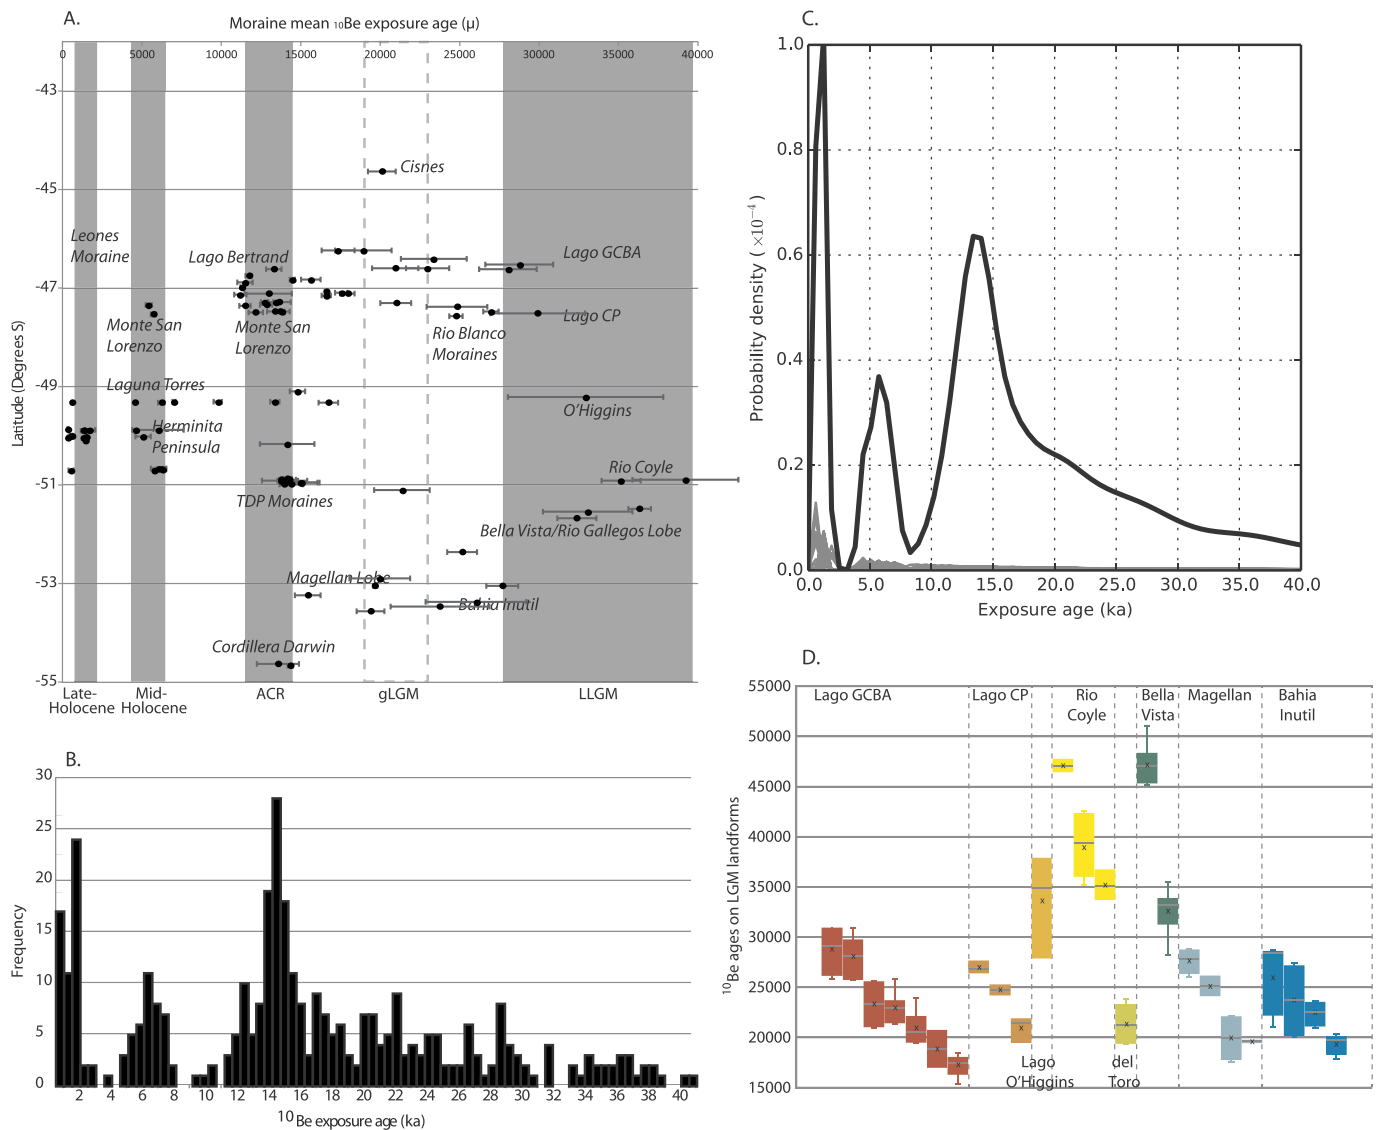 A.
Moraine mean 10Be exposure age (μ)
0 5000 10000 15000 20000 25000 30000 35000 40000
-43
-45
-47
-49
-51
-53
-55
Latitude (Degrees S)
Cisnes
Leones
Moraine
Lago Bertrand
Lago GCBA
Monte San
Lorenzo
Monte San
Lorenzo
Rio Blanco
Moraines
Lago CP
Laguna Torres
Herminita
Peninsula
O'Higgins
Rio Coyle
TDP Moraines
Bella Vista/Rio Gallegos Lobe
Magellan Lobe
Bahia Inutil
Cordillera Darwin
Late-
Holocene
Mid-
Holocene
ACR
gLGM
LLGM
B.
30
25
20
15
10
5
0
Frequency
2 4 6 8 10 12 14 16 18 20 22 24 26 28 30 32 34 36 38 40
10Be exposure age (ka)
C.
1.0
0.8
0.6
0.4
0.2
0.0
Probability density (×10−4)
0.0 5.0 10.0 15.0 20.0 25.0 30.0 35.0 40.0
Exposure age (ka)
D.
55000
50000
45000
40000
35000
30000
25000
20000
15000
10Be ages on LGM landforms
Lago GCBA
Lago CP
Rio
Coyle
Bella
Vista
Magellan
Bahia
Inutil
Lago
O'Higgins
del
Toro